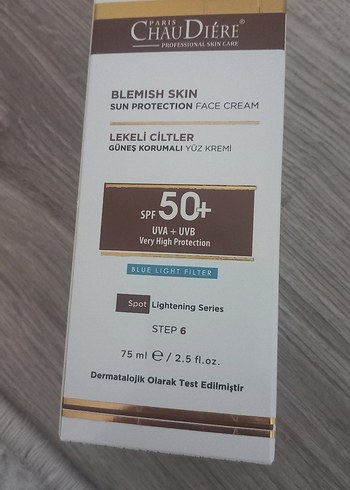 PARIS
CHAUDIÉRE®
PROFESSIONAL SKIN CARE
BLEMISH SKIN
SUN PROTECTION FACE CREAM
LEKELİ CİLTLER
GÜNEŞ KORUMALI YÜZ KREMI
SPF 50+
UVA + UVB
Very High Protection
BLUE LIGHT FILTER
Spot Lightening Series
STEP 6
75 ml ℮ / 2.5 fl.oz.
Dermatalojik Olarak Test Edilmiştir